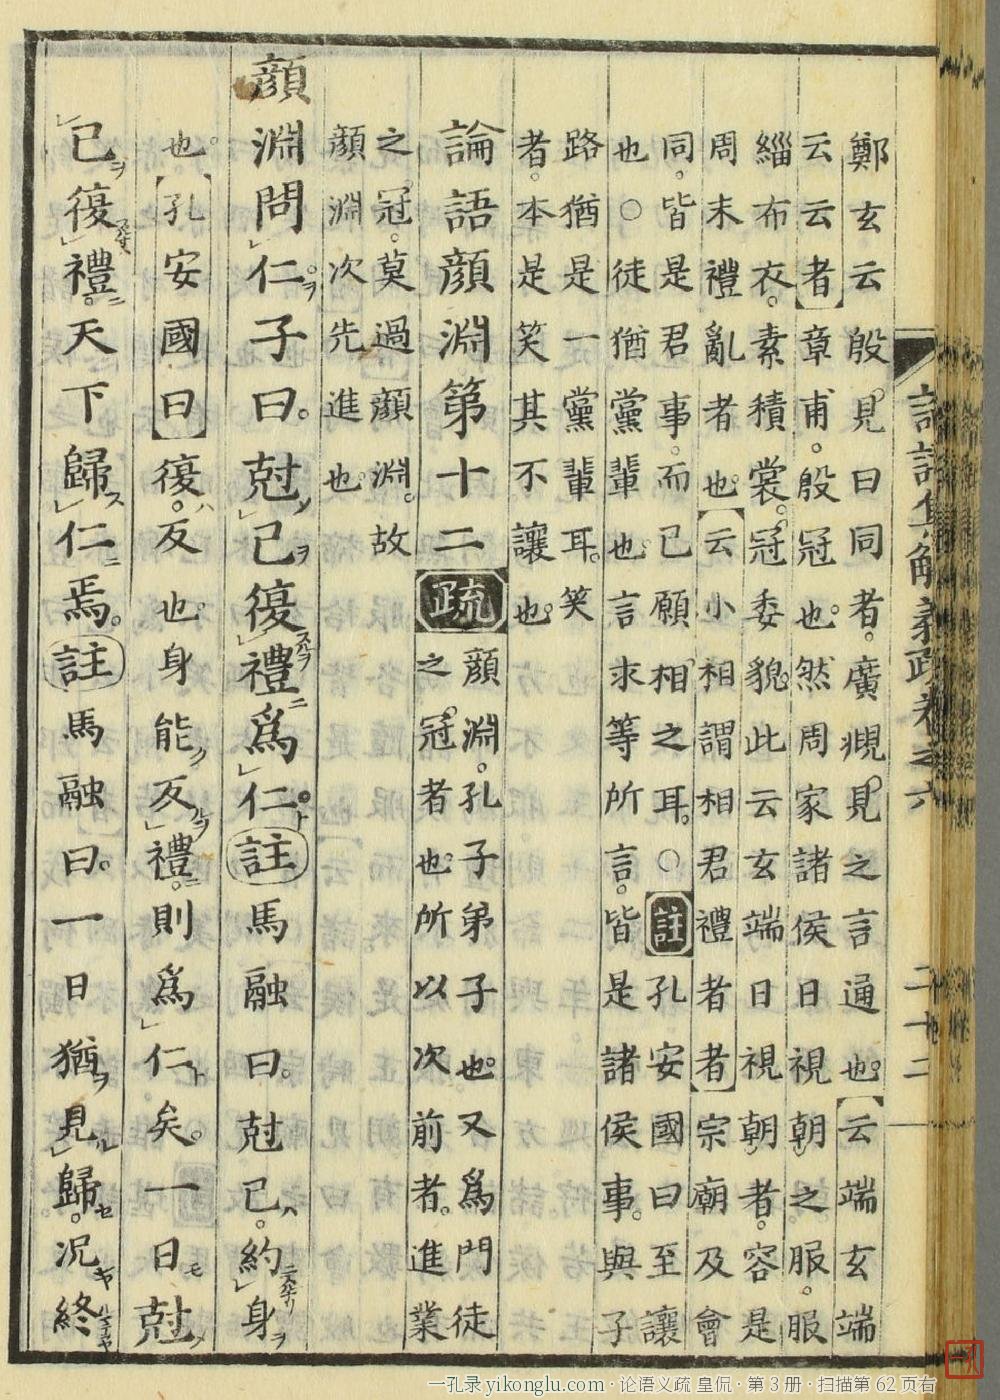 鄭玄云殷見曰同者。廣覜見之言通也。云端玄端
云云者章甫。殷冠也。然周家諸侯日視朝之服。服
緇布衣。素積裳。冠委貌。此云玄端日視朝者。容是
周末禮亂者也。云小相謂相君禮者者宗廟及會
同。皆是君事。而已願相之耳。○註孔安國曰至讓
也○徒猶黨輩也。言求等所言。皆是諸侯事。與子
路猶是一黨輩耳。笑
者。本是笑其不讓也。
論語顏淵第十二疏顏淵。孔子弟子也。又爲門徒
之冠者也。所以次前者。進業
之冠。莫過顏淵。故
顏淵次先進也。
顏淵問仁。子曰。尅己復禮爲仁。註馬融曰。尅己。約身
也。孔安國曰復。反也。身能反禮。則爲仁矣。一日尅
己復禮。天下歸仁焉。註馬融曰。一日猶見歸。況終
二十二
一孔录 yikonglu.com · 论语义疏 皇侃 · 第 3 册 · 扫描第 62 页右